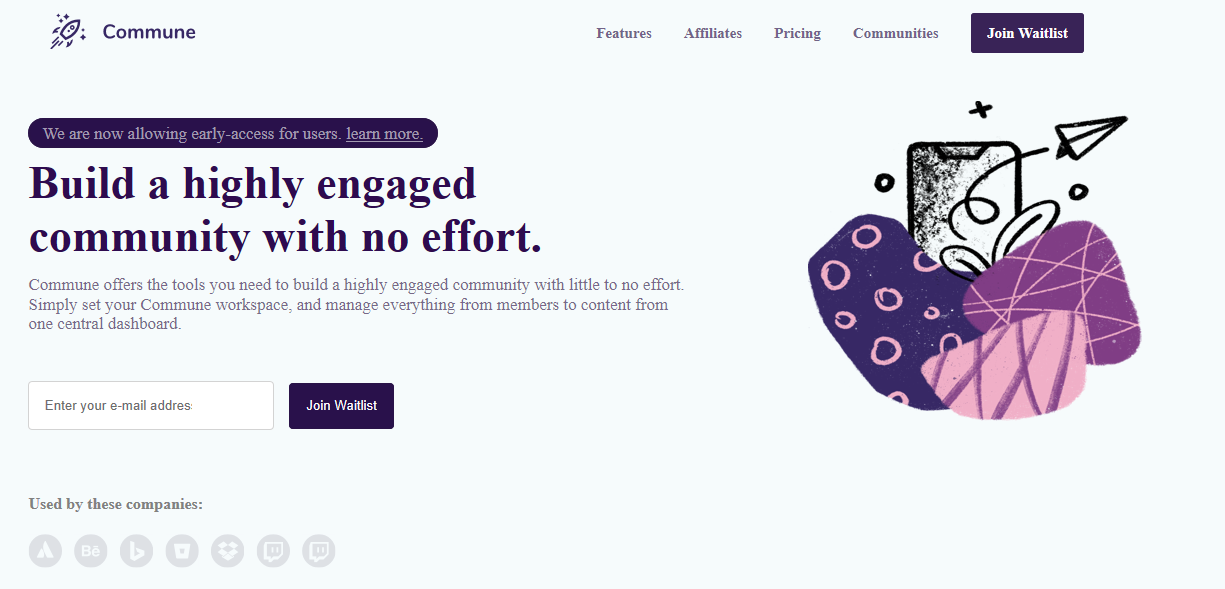 Commune
Features Affiliates Pricing Communities Join Waitlist
We are now allowing early-access for users. learn more.
Build a highly engaged
community with no effort.
Commune offers the tools you need to build a highly engaged community with little to no effort.
Simply set your Commune workspace, and manage everything from members to content from
one central dashboard.
Enter your e-mail addres
Join Waitlist
Used by these companies:
Bē